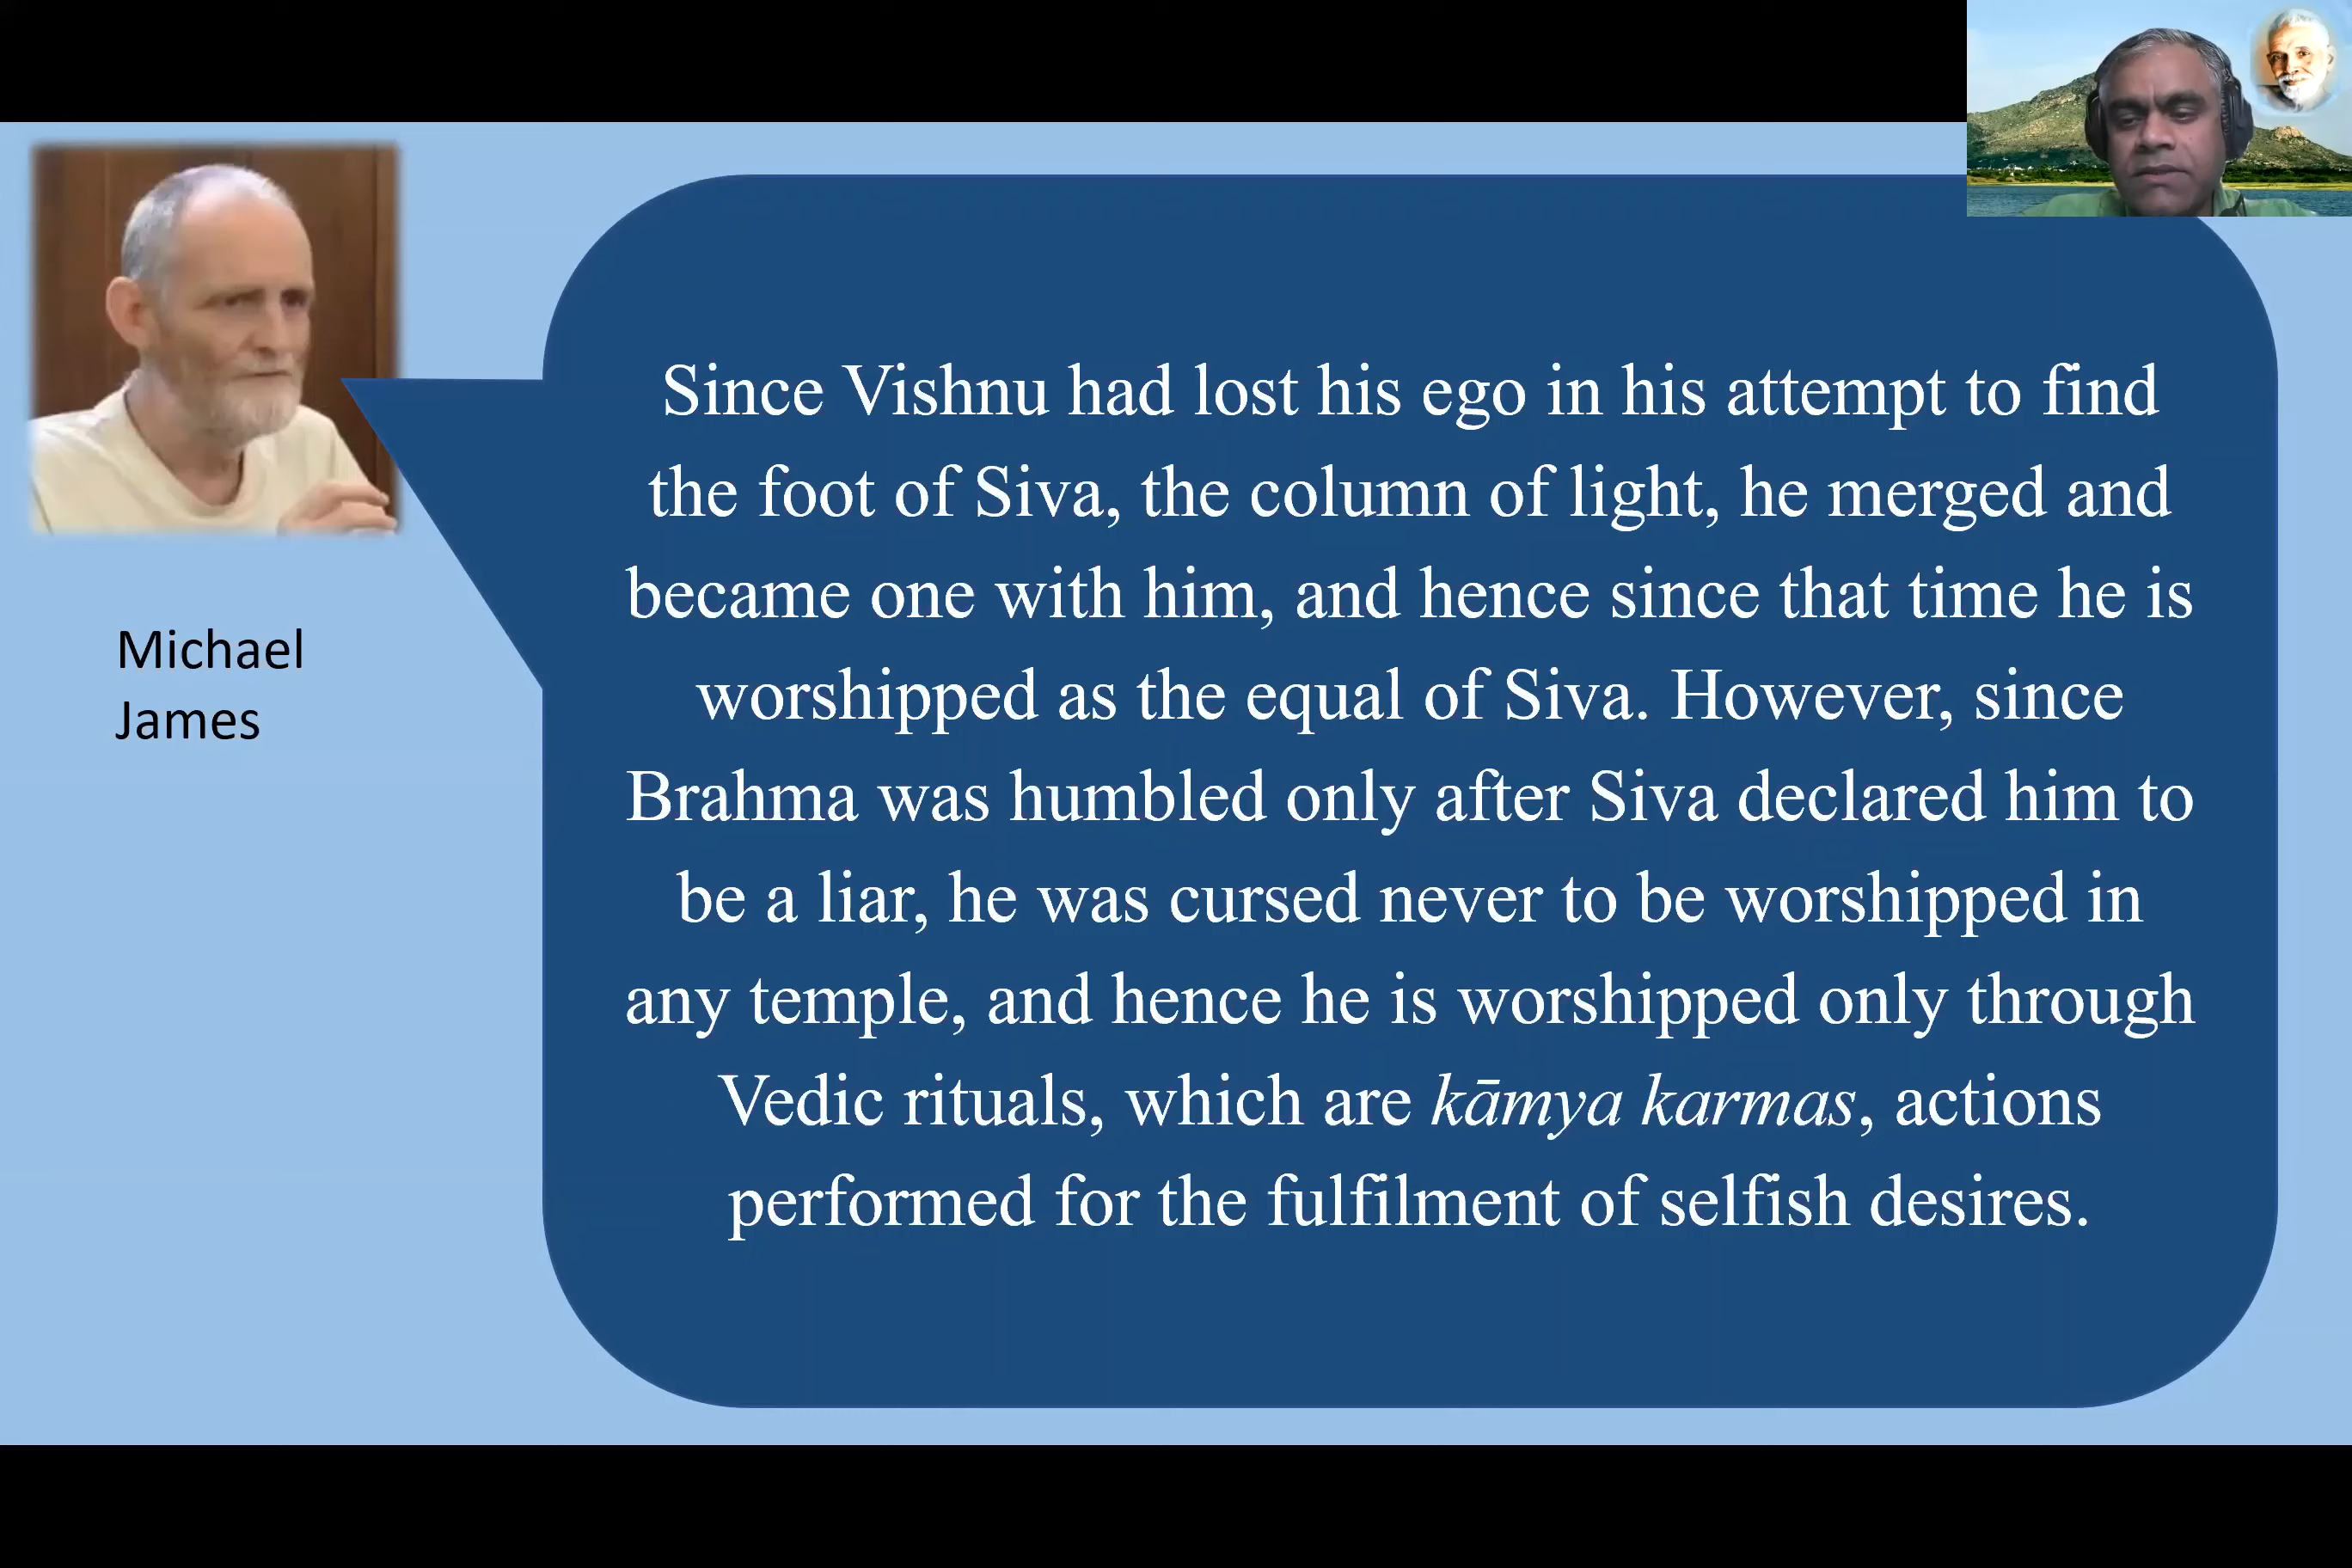 Michael
James
Since Vishnu had lost his ego in his attempt to find
the foot of Siva, the column of light, he merged and
became one with him, and hence since that time he is
worshipped as the equal of Siva. However, since
Brahma was humbled only after Siva declared him to
be a liar, he was cursed never to be worshipped in
any temple, and hence he is worshipped only through
Vedic rituals, which are kāmya karmas, actions
performed for the fulfilment of selfish desires.